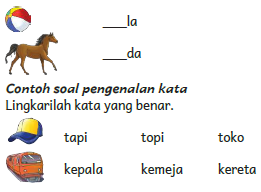 ___la
___da
Contoh soal pengenalan kata
Lingkarilah kata yang benar.
tapi topi toko
kepala kemeja kereta